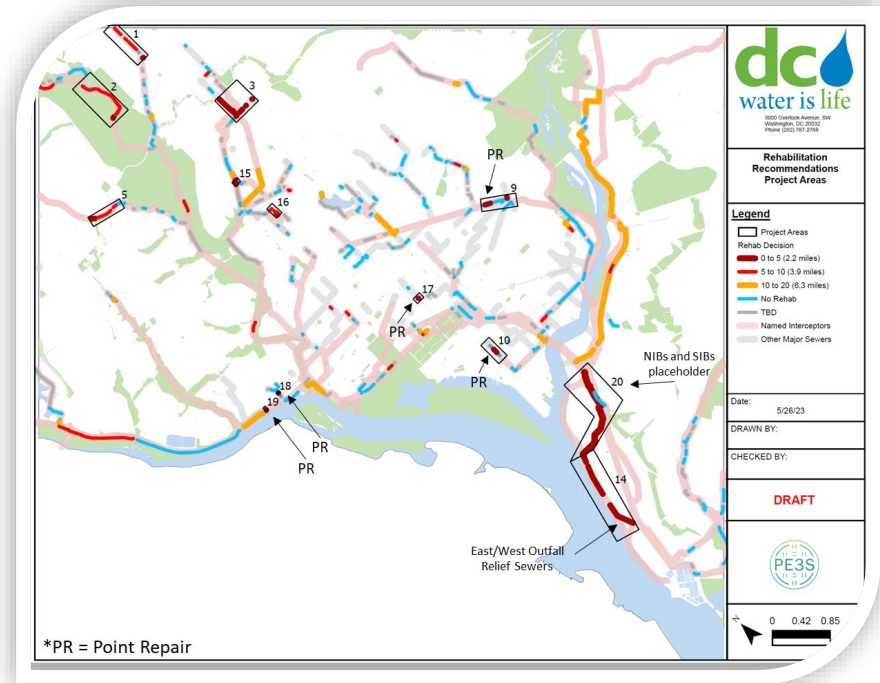 1
2
3
5
15
16
PR
9
17
PR
10
PR
18
19
PR
PR
20
NIBs and SIBs
placeholder
14
East/West Outfall
Relief Sewers
*PR = Point Repair
dc
water is life
5000 Overlook Avenue, SW
Washington, DC 20032
Phone (202) 787-2788
Rehabilitation
Recommendations
Project Areas
Legend
Project Areas
Rehab Decision
0 to 5 (2.2 miles)
5 to 10 (3.9 miles)
10 to 20 (6.3 miles)
No Rehab
TBD
Named Interceptors
Other Major Sewers
Date:
5/26/23
DRAWN BY:
CHECKED BY:
DRAFT
PE3S
N
0 0.42 0.85